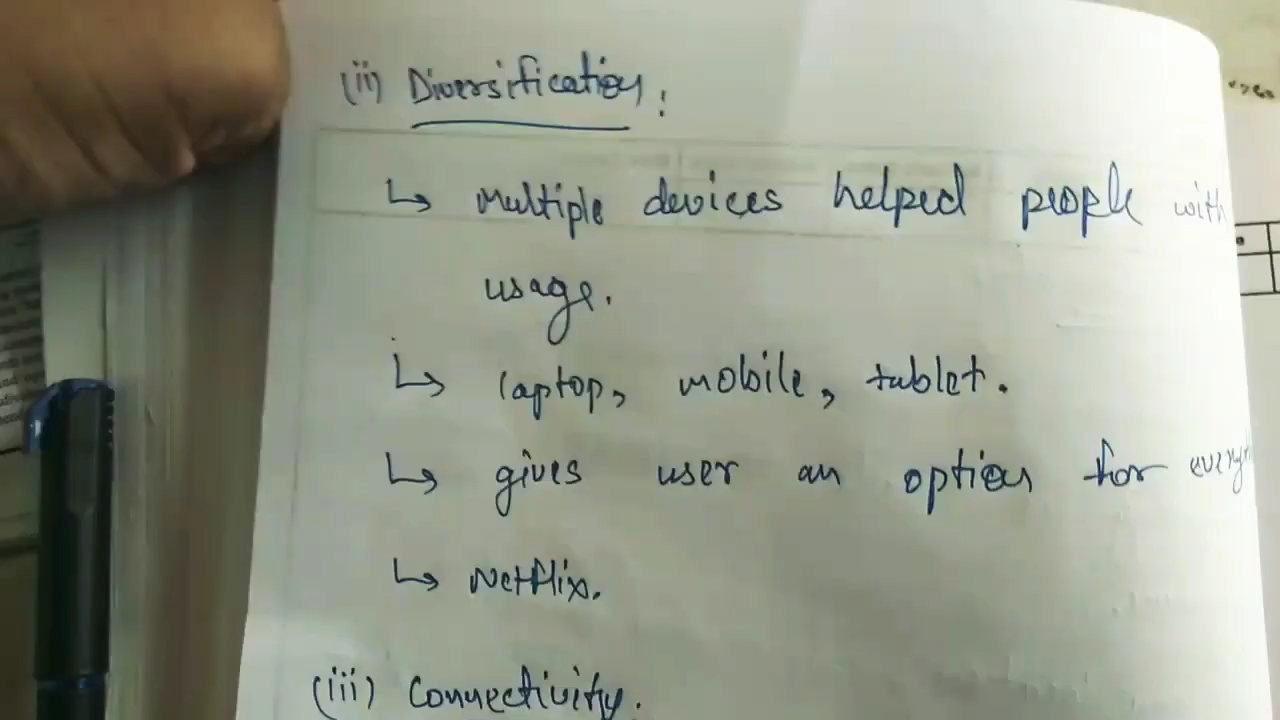 (ii) Diversification:
↳ Multiple devices helped people with
usage.
↳ laptop, mobile, tablet.
↳ gives user an option for
↳ Netflix.
(iii) Connectivity.